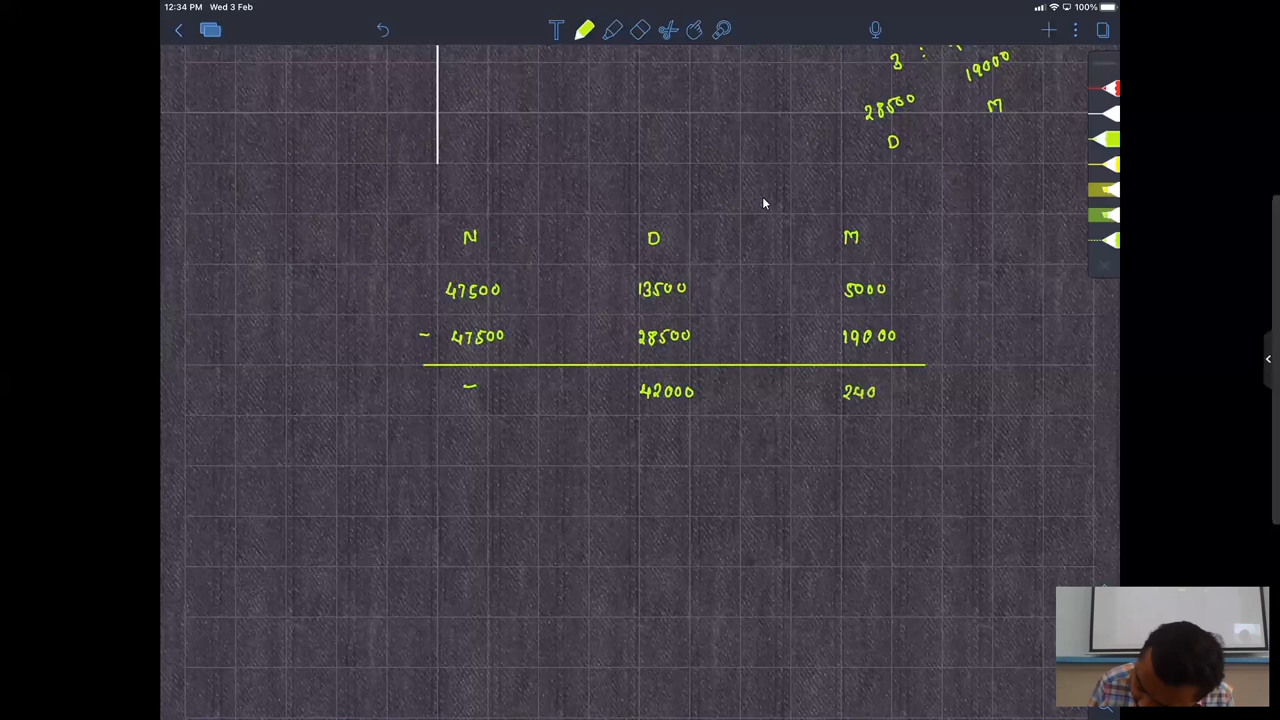 12:34 PM Wed 3 Feb 100%
T
3 :
19000
28500 M
D
N D M
47500 13500 5000
- 47500 28500 19000
- 42000 240